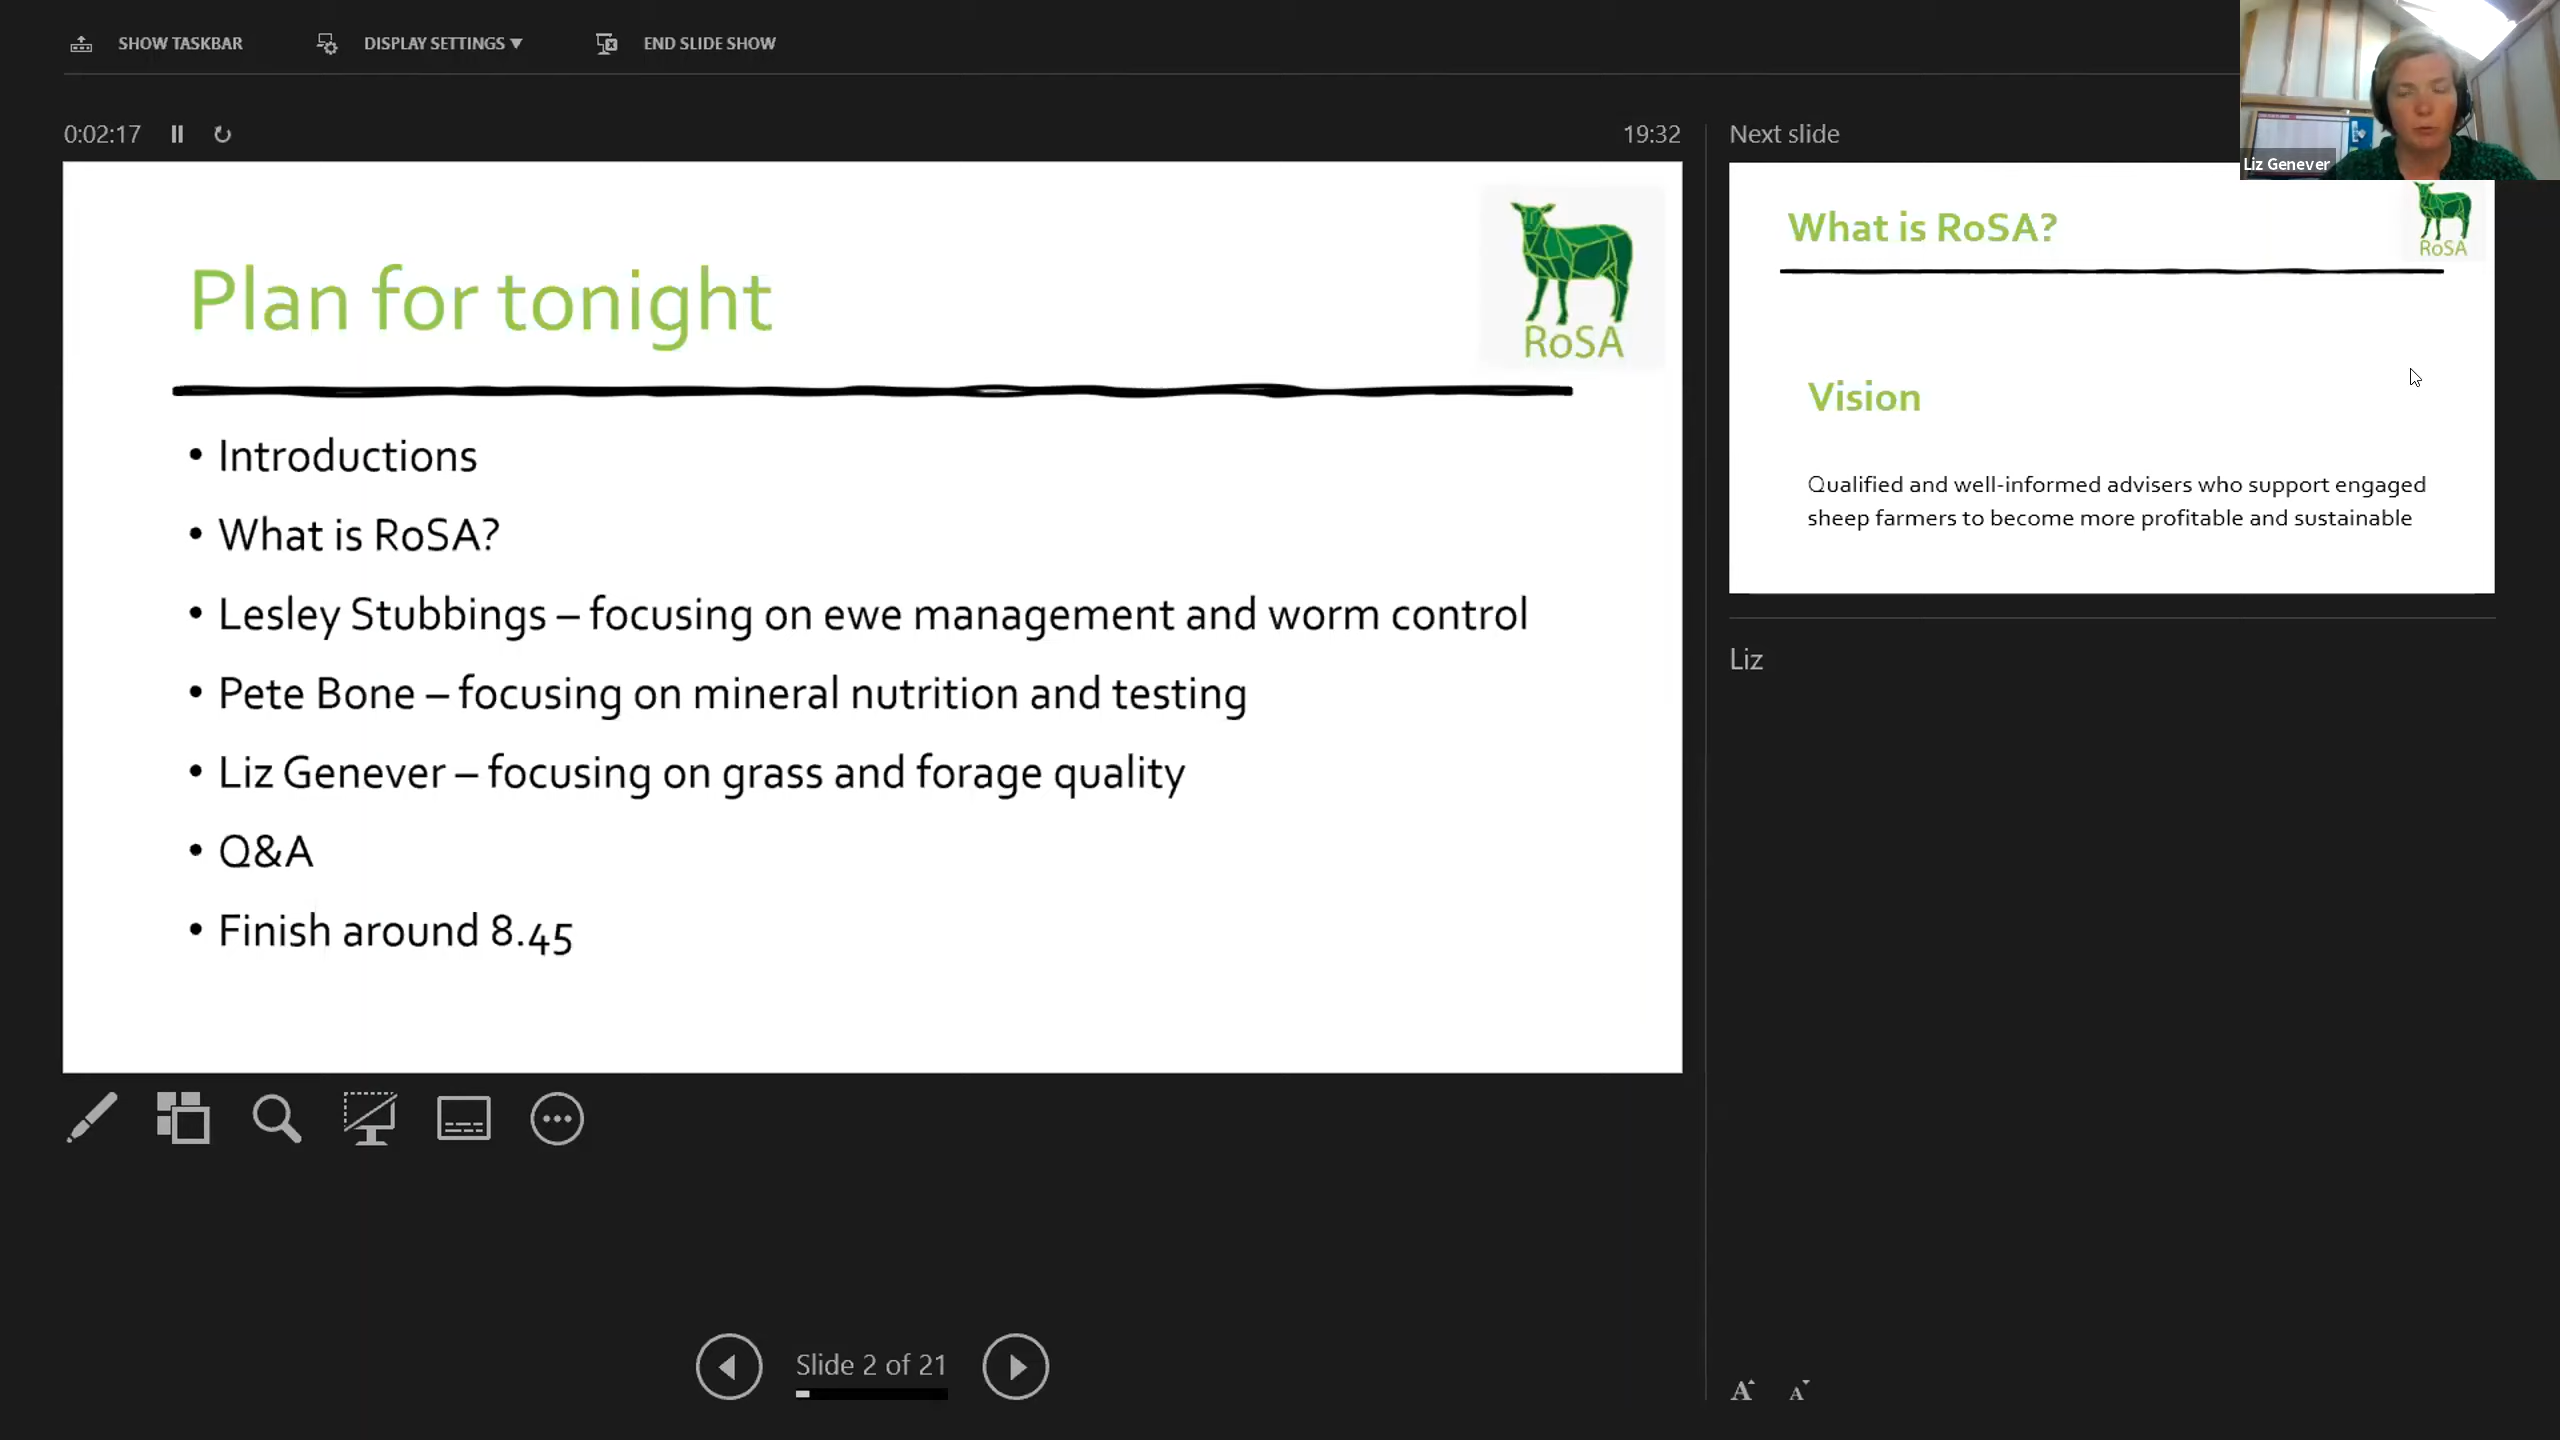 SHOW TASKBAR
DISPLAY SETTINGS ▼
END SLIDE SHOW
0:02:17
19:32
Next slide
Liz Genever
Plan for tonight
RoSA
• Introductions
• What is RoSA?
• Lesley Stubbings – focusing on ewe management and worm control
• Pete Bone – focusing on mineral nutrition and testing
• Liz Genever – focusing on grass and forage quality
• Q&A
• Finish around 8.45
What is RoSA?
RoSA
Vision
Qualified and well-informed advisers who support engaged
sheep farmers to become more profitable and sustainable
Liz
Slide 2 of 21
A A